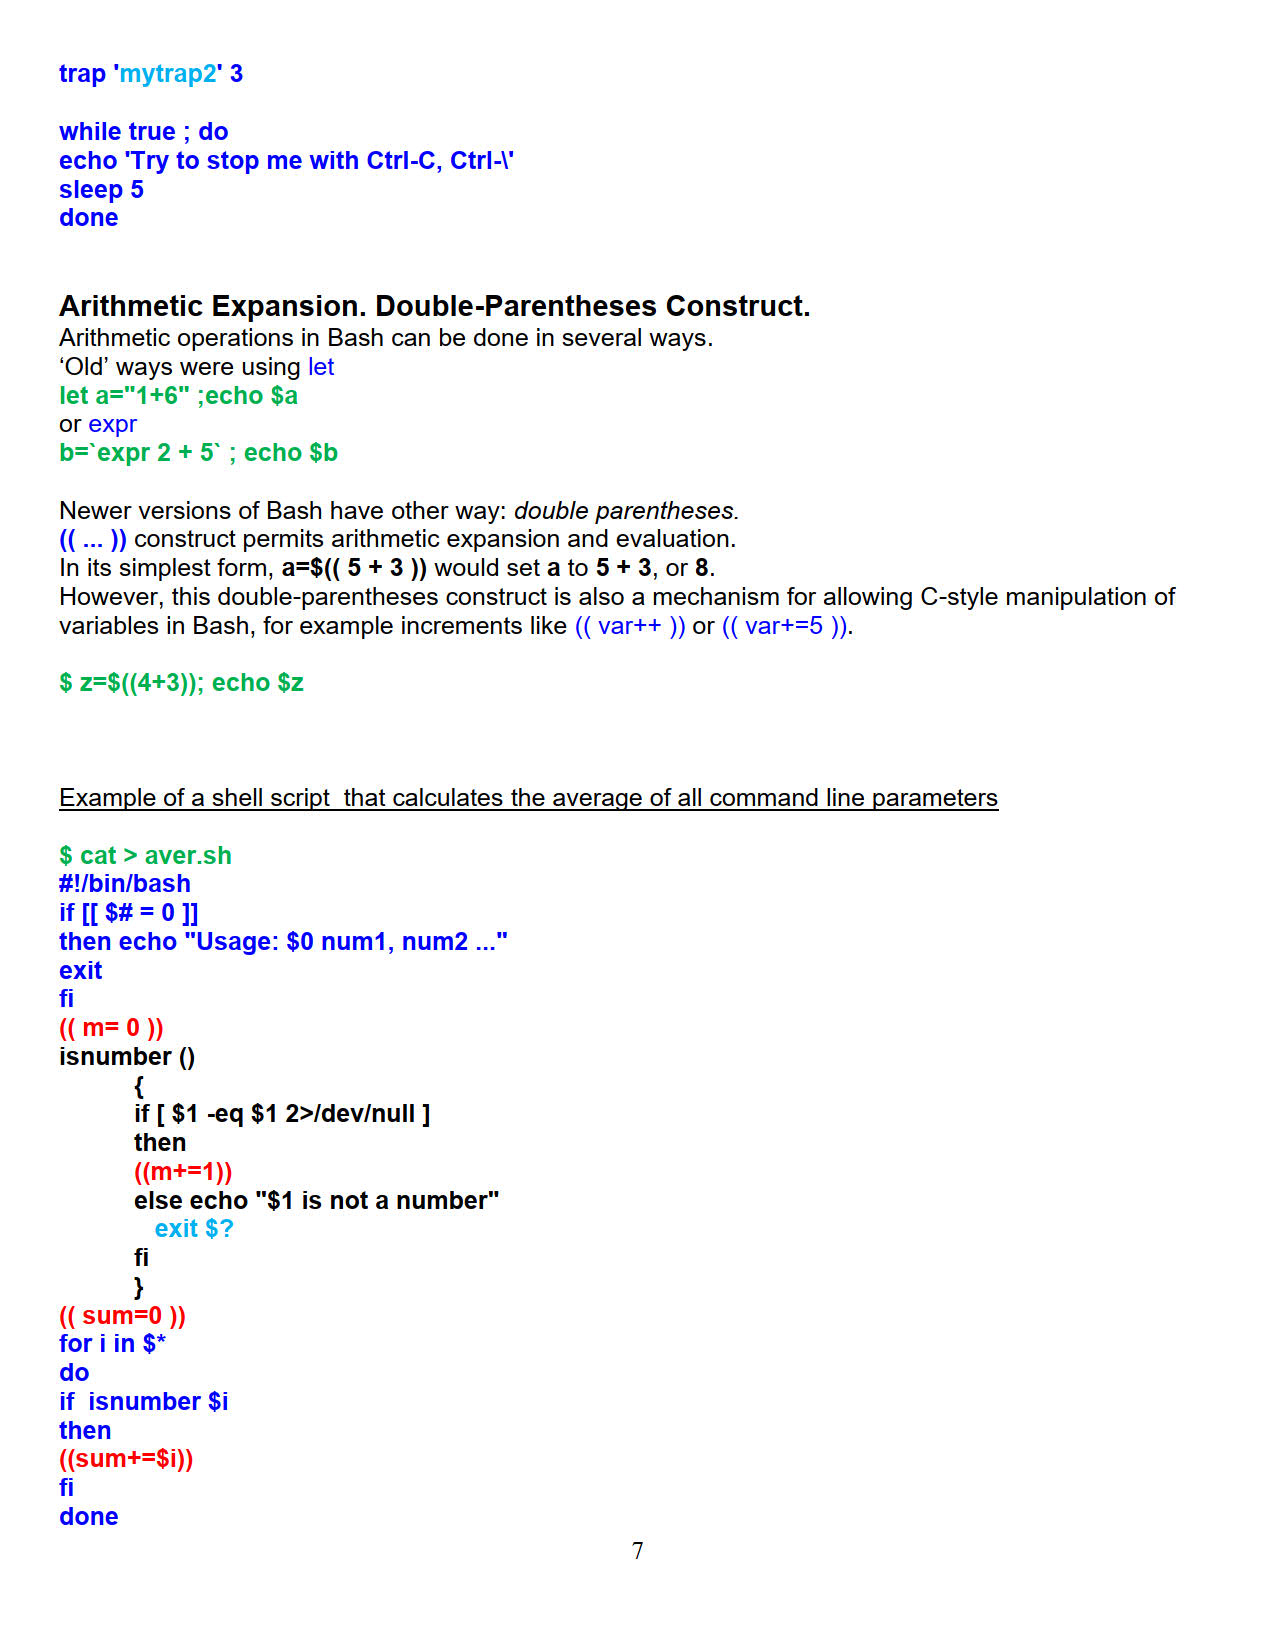 trap 'mytrap2' 3
while true ; do
echo 'Try to stop me with Ctrl-C, Ctrl-\'
sleep 5
done
Arithmetic Expansion. Double-Parentheses Construct.
Arithmetic operations in Bash can be done in several ways.
‘Old’ ways were using let
let a="1+6" ;echo $a
or expr
b=`expr 2 + 5` ; echo $b
Newer versions of Bash have other way: double parentheses.
(( ... )) construct permits arithmetic expansion and evaluation.
In its simplest form, a=$(( 5 + 3 )) would set a to 5 + 3, or 8.
However, this double-parentheses construct is also a mechanism for allowing C-style manipulation of
variables in Bash, for example increments like (( var++ )) or (( var+=5 )).
$ z=$((4+3)); echo $z
Example of a shell script  that calculates the average of all command line parameters
$ cat > aver.sh
#!/bin/bash
if [[ $# = 0 ]]
then echo "Usage: $0 num1, num2 ..."
exit
fi
(( m= 0 ))
isnumber ()
{
if [ $1 -eq $1 2>/dev/null ]
then
((m+=1))
else echo "$1 is not a number"
exit $?
fi
}
(( sum=0 ))
for i in $*
do
if  isnumber $i
then
((sum+=$i))
fi
done
7